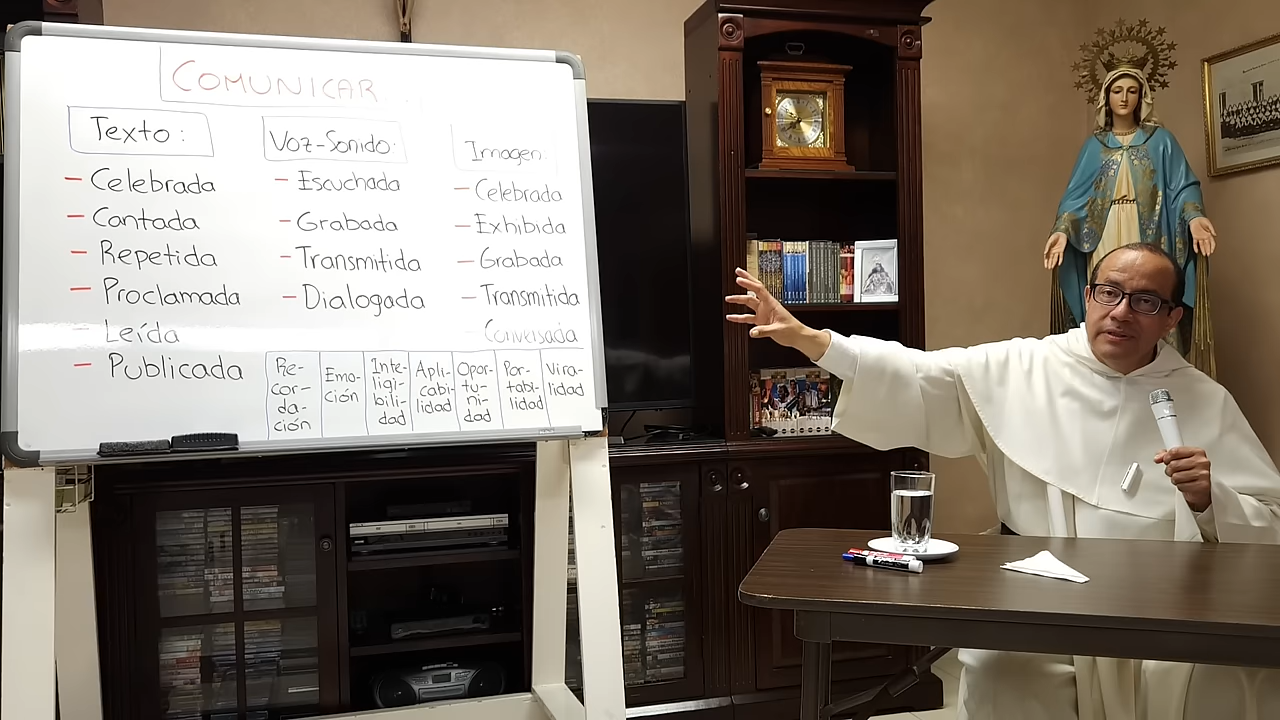 COMUNICAR
Texto:
- Celebrada
- Cantada
- Repetida
- Proclamada
- Leída
- Publicada
Voz-Sonido:
- Escuchada
- Grabada
- Transmitida
- Dialogada
Imagen:
- Celebrada
- Exhibida
- Grabada
- Transmitida
- Conversada
Re-
cor-
da-
ción
Emo-
ción
Inte-
ligi-
bili-
dad
Apli-
cabi-
lidad
Opor-
tu-
ni-
dad
Por-
tabi-
lidad
Vira-
lidad